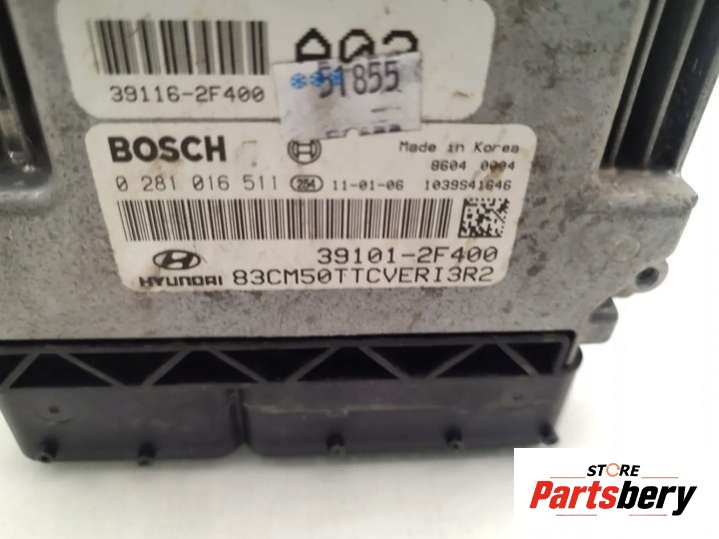 A02
51855
39116-2F400
BOSCH
Made in Korea
8604 0004
0 281 016 511 254 11-01-06 1039S41646
39101-2F400
HYUNDAI 83CM50TTCVERI3R2
STORE
Partsbery